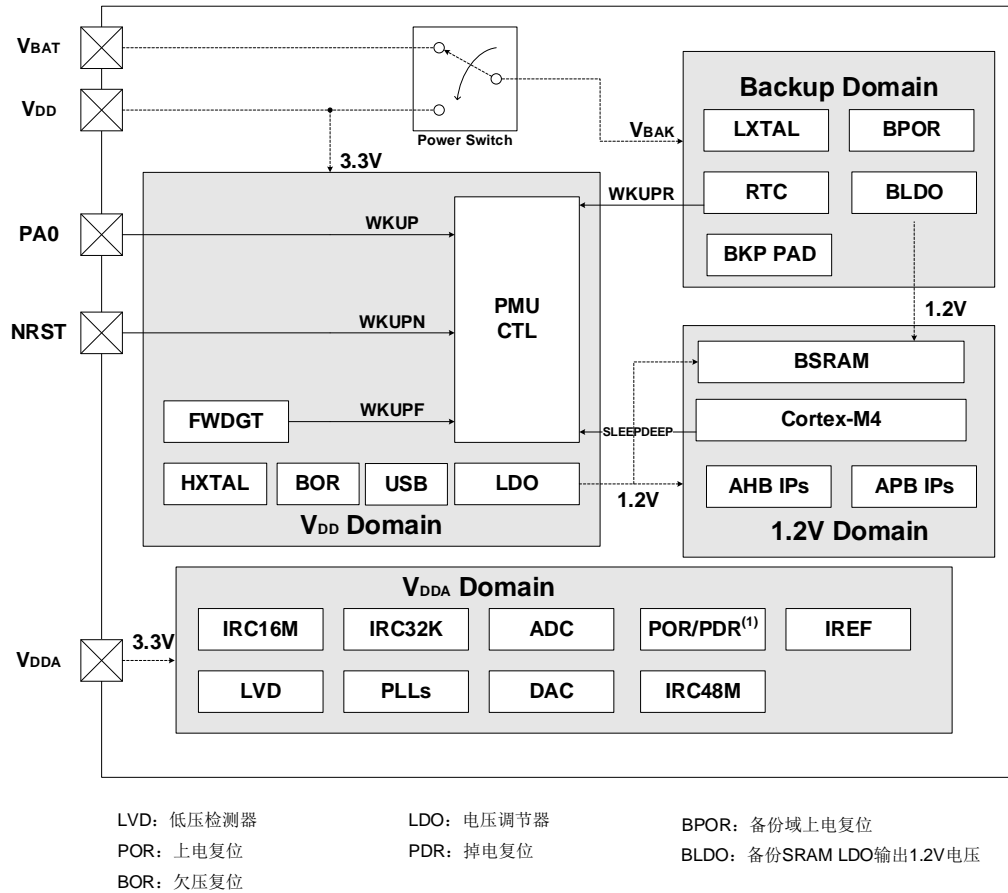 VBAT
VDD
Power Switch
3.3V
VBAK
Backup Domain
LXTAL
BPOR
RTC
BLDO
BKP PAD
WKUPR
PA0
WKUP
NRST
WKUPN
PMU
CTL
FWDGT
WKUPF
HXTAL
BOR
USB
LDO
VDD Domain
1.2V
1.2V
BSRAM
SLEEPDEEP
Cortex-M4
AHB IPs
APB IPs
1.2V Domain
VDDA
3.3V
VDDA Domain
IRC16M
IRC32K
ADC
POR/PDR(1)
IREF
LVD
PLLs
DAC
IRC48M
LVD：低压检测器
LDO：电压调节器
BPOR：备份域上电复位
POR：上电复位
PDR：掉电复位
BLDO：备份SRAM LDO输出1.2V电压
BOR：欠压复位